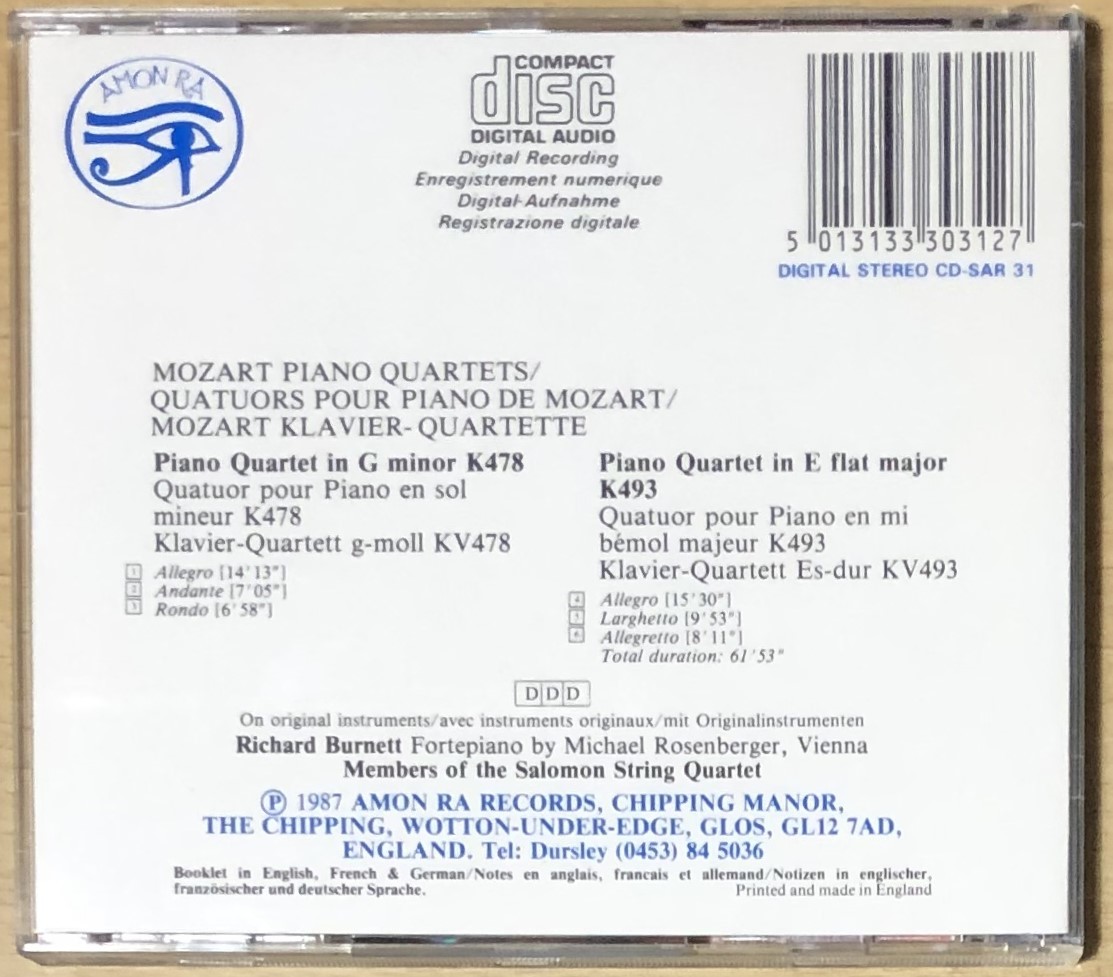 AMON RA
COMPACT
disc
DIGITAL AUDIO
Digital Recording
Enregistrement numerique
Digital-Aufnahme
Registrazione digitale
5 013133 303127
DIGITAL STEREO CD-SAR 31
MOZART PIANO QUARTETS/
QUATUORS POUR PIANO DE MOZART/
MOZART KLAVIER-QUARTETTE
Piano Quartet in G minor K478
Quatuor pour Piano en sol
mineur K478
Klavier-Quartett g-moll KV478
1 Allegro [14'13"]
2 Andante [7'05"]
3 Rondo [6'58"]
Piano Quartet in E flat major
K493
Quatuor pour Piano en mi
bémol majeur K493
Klavier-Quartett Es-dur KV493
4 Allegro [15'30"]
5 Larghetto [9'53"]
6 Allegretto [8'11"]
Total duration: 61'53"
D D D
On original instruments/avec instruments originaux/mit Originalinstrumenten
Richard Burnett Fortepiano by Michael Rosenberger, Vienna
Members of the Salomon String Quartet
Ⓟ 1987 AMON RA RECORDS, CHIPPING MANOR,
THE CHIPPING, WOTTON-UNDER-EDGE, GLOS, GL12 7AD,
ENGLAND. Tel: Dursley (0453) 84 5036
Booklet in English, French & German/Notes en anglais, francais et allemand/Notizen in englischer,
französischer und deutscher Sprache.
Printed and made in England